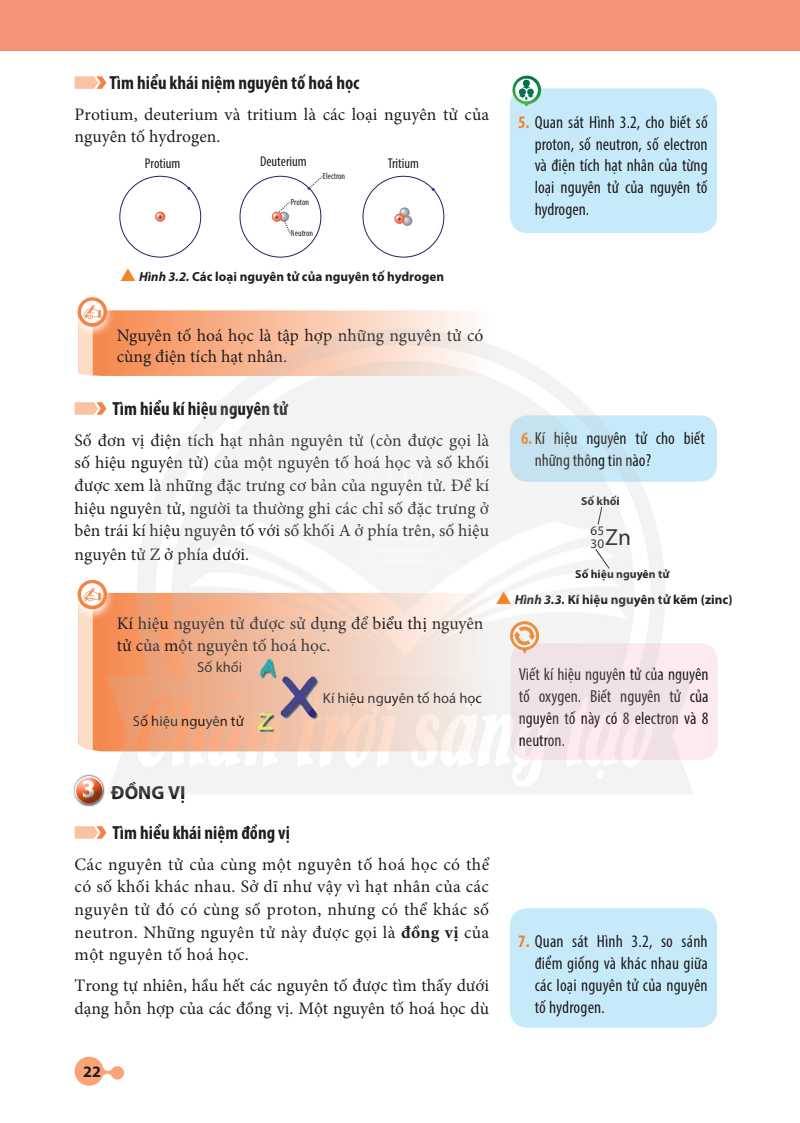 Tìm hiểu khái niệm nguyên tố hoá học
Protium, deuterium và tritium là các loại nguyên tử của
nguyên tố hydrogen.
Protium
Deuterium
Tritium
Electron
Proton
Neutron
Hình 3.2. Các loại nguyên tử của nguyên tố hydrogen
5. Quan sát Hình 3.2, cho biết số
proton, số neutron, số electron
và điện tích hạt nhân của từng
loại nguyên tử của nguyên tố
hydrogen.
Nguyên tố hoá học là tập hợp những nguyên tử có
cùng điện tích hạt nhân.
Tìm hiểu kí hiệu nguyên tử
Số đơn vị điện tích hạt nhân nguyên tử (còn được gọi là
số hiệu nguyên tử) của một nguyên tố hoá học và số khối
được xem là những đặc trưng cơ bản của nguyên tử. Để kí
hiệu nguyên tử, người ta thường ghi các chỉ số đặc trưng ở
bên trái kí hiệu nguyên tố với số khối A ở phía trên, số hiệu
nguyên tử Z ở phía dưới.
6. Kí hiệu nguyên tử cho biết
những thông tin nào?
Số khối
65
30
Zn
Số hiệu nguyên tử
Hình 3.3. Kí hiệu nguyên tử kẽm (zinc)
Kí hiệu nguyên tử được sử dụng để biểu thị nguyên
tử của một nguyên tố hoá học.
Số khối
A
X
Kí hiệu nguyên tố hoá học
Số hiệu nguyên tử
Z
Viết kí hiệu nguyên tử của nguyên
tố oxygen. Biết nguyên tử của
nguyên tố này có 8 electron và 8
neutron.
Chân trời sáng tạo
3 ĐỒNG VỊ
Tìm hiểu khái niệm đồng vị
Các nguyên tử của cùng một nguyên tố hoá học có thể
có số khối khác nhau. Sở dĩ như vậy vì hạt nhân của các
nguyên tử đó có cùng số proton, nhưng có thể khác số
neutron. Những nguyên tử này được gọi là đồng vị của
một nguyên tố hoá học.
Trong tự nhiên, hầu hết các nguyên tố được tìm thấy dưới
dạng hỗn hợp của các đồng vị. Một nguyên tố hoá học dù
7. Quan sát Hình 3.2, so sánh
điểm giống và khác nhau giữa
các loại nguyên tử của nguyên
tố hydrogen.
22